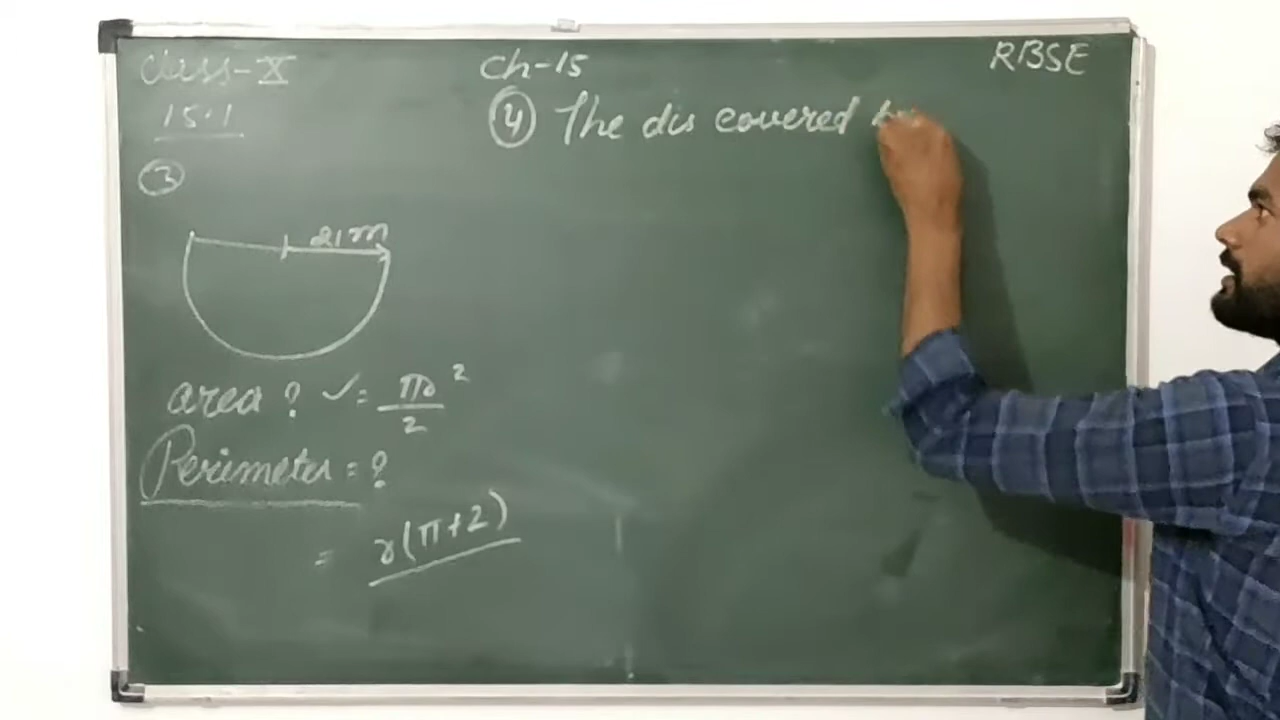 Class-X
Ch-15
RBSE
15.1
④ The dis covered
③
21m
area ? ✓ = πr²/2
Perimeter = ?
= r(π+2)